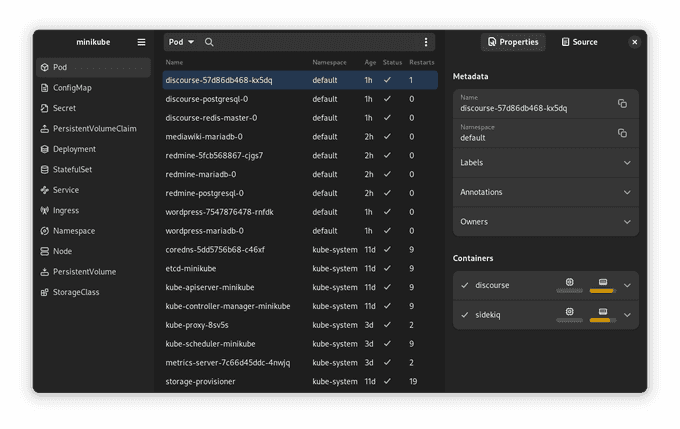 minikube
Pod
ConfigMap
Secret
PersistentVolumeClaim
Deployment
StatefulSet
Service
Ingress
Namespace
Node
PersistentVolume
StorageClass
Pod
Name Namespace Age Status Restarts
discourse-57d86db468-kx5dq default 1h 1
discourse-postgresql-0 default 1h 0
discourse-redis-master-0 default 1h 0
mediawiki-mariadb-0 default 2h 0
redmine-5fcb568867-cjgs7 default 2h 0
redmine-mariadb-0 default 2h 0
redmine-postgresql-0 default 2h 0
wordpress-7547876478-rnfdk default 1h 0
wordpress-mariadb-0 default 1h 0
coredns-5dd5756b68-c46xf kube-system 11d 9
etcd-minikube kube-system 11d 9
kube-apiserver-minikube kube-system 11d 9
kube-controller-manager-minikube kube-system 11d 9
kube-proxy-8sv5s kube-system 3d 2
kube-scheduler-minikube kube-system 3d 9
metrics-server-7c66d45ddc-4nwjq kube-system 3d 2
storage-provisioner kube-system 11d 19
Properties Source
Metadata
Name
discourse-57d86db468-kx5dq
Namespace
default
Labels
Annotations
Owners
Containers
discourse
sidekiq